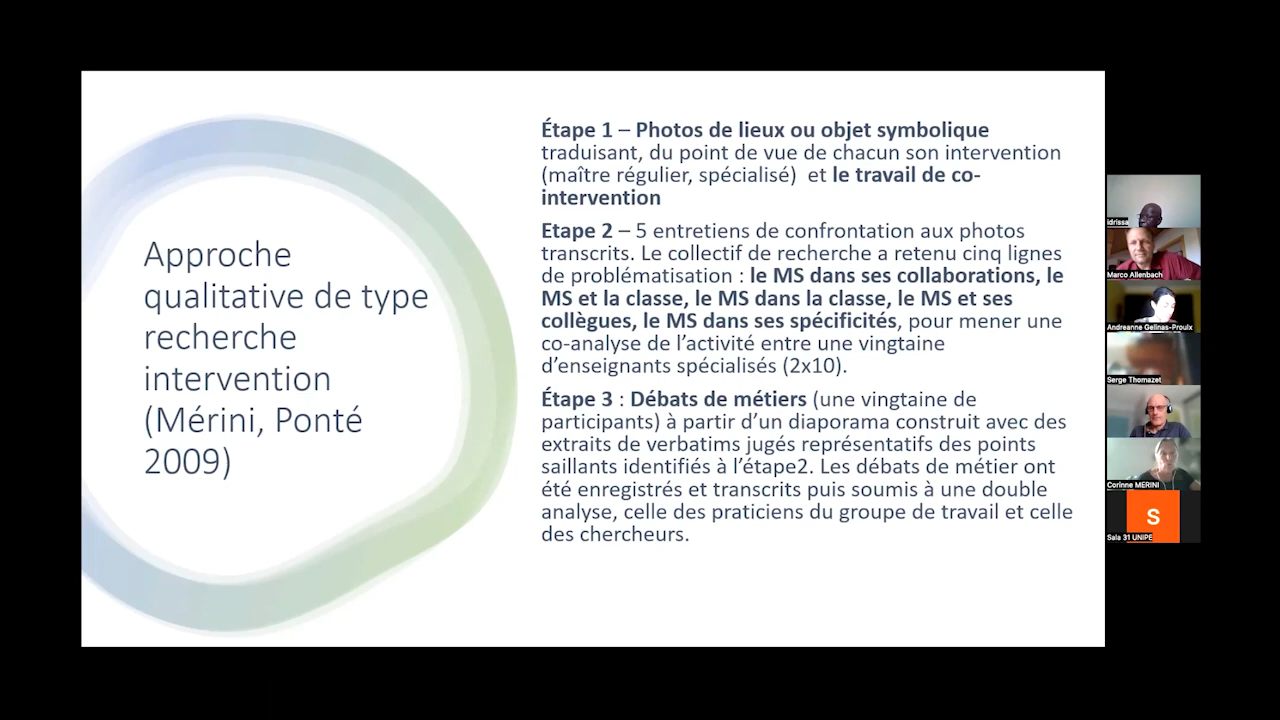 Approche
qualitative de type
recherche
intervention
(Mérini, Ponté
2009)
Étape 1 – Photos de lieux ou objet symbolique
traduisant, du point de vue de chacun son intervention
(maître régulier, spécialisé) et le travail de co-
intervention
Etape 2 – 5 entretiens de confrontation aux photos
transcrits. Le collectif de recherche a retenu cinq lignes
de problématisation : le MS dans ses collaborations, le
MS et la classe, le MS dans la classe, le MS et ses
collègues, le MS dans ses spécificités, pour mener une
co-analyse de l’activité entre une vingtaine
d’enseignants spécialisés (2x10).
Étape 3 : Débats de métiers (une vingtaine de
participants) à partir d’un diaporama construit avec des
extraits de verbatims jugés représentatifs des points
saillants identifiés à l’étape2. Les débats de métier ont
été enregistrés et transcrits puis soumis à une double
analyse, celle des praticiens du groupe de travail et celle
des chercheurs.
idrissa
Marco Allenbach
Andreanne Gelinas-Proulx
Serge Thomazet
Corinne MERINI
S
Sala 31 UNIPE